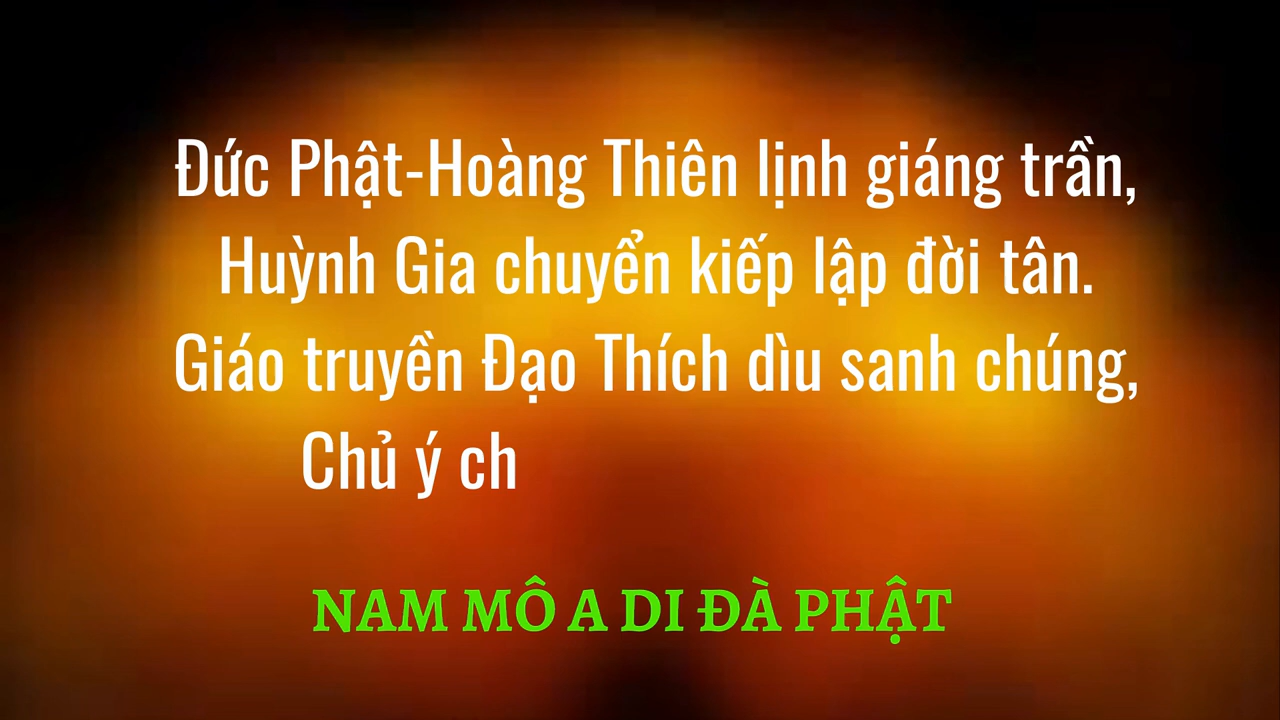 Đức Phật-Hoàng Thiên lịnh giáng trần,
Huỳnh Gia chuyển kiếp lập đời tân.
Giáo truyền Đạo Thích dìu sanh chúng,
Chủ ý ch
NAM MÔ A DI ĐÀ PHẬT